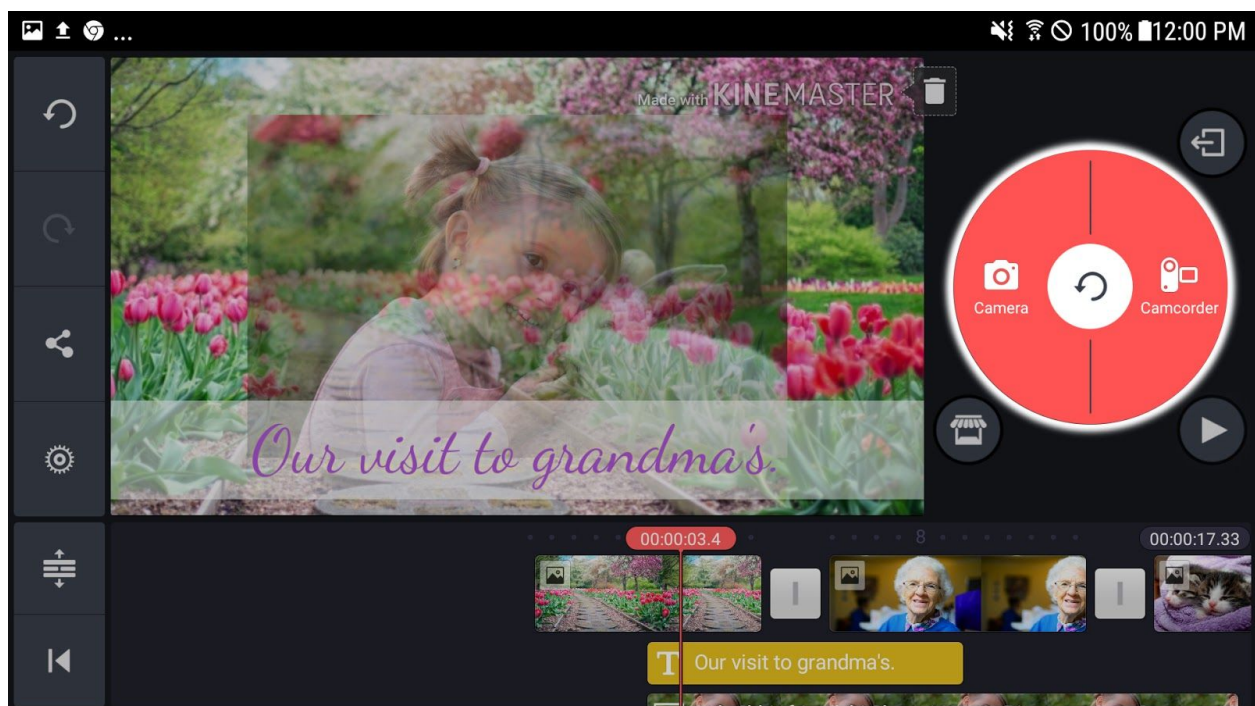 ... 100% 12:00 PM
Made with KINEMASTER
Camera
Camcorder
Our visit to grandma's.
00:00:03.4
8
00:00:17.33
T Our visit to grandma's.